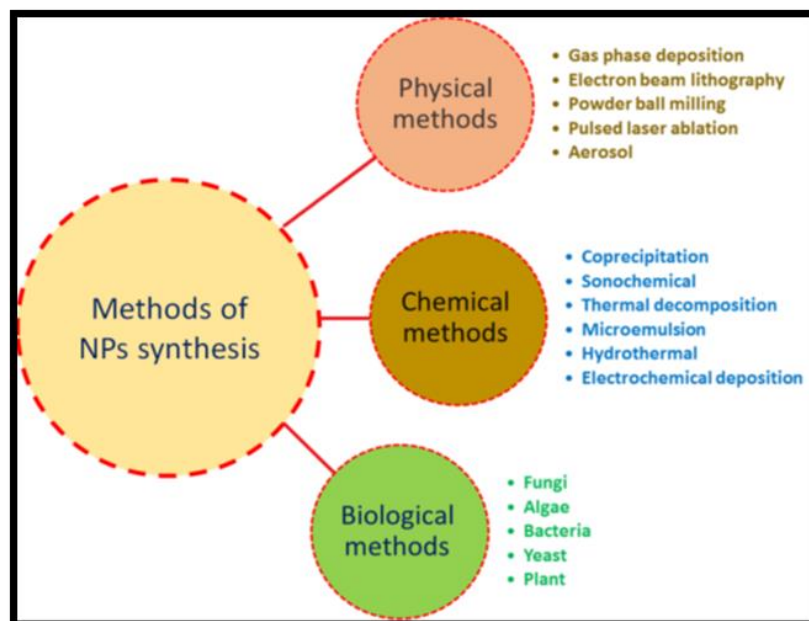 Methods of
NPs synthesis
Physical
methods
• Gas phase deposition
• Electron beam lithography
• Powder ball milling
• Pulsed laser ablation
• Aerosol
Chemical
methods
• Coprecipitation
• Sonochemical
• Thermal decomposition
• Microemulsion
• Hydrothermal
• Electrochemical deposition
Biological
methods
• Fungi
• Algae
• Bacteria
• Yeast
• Plant